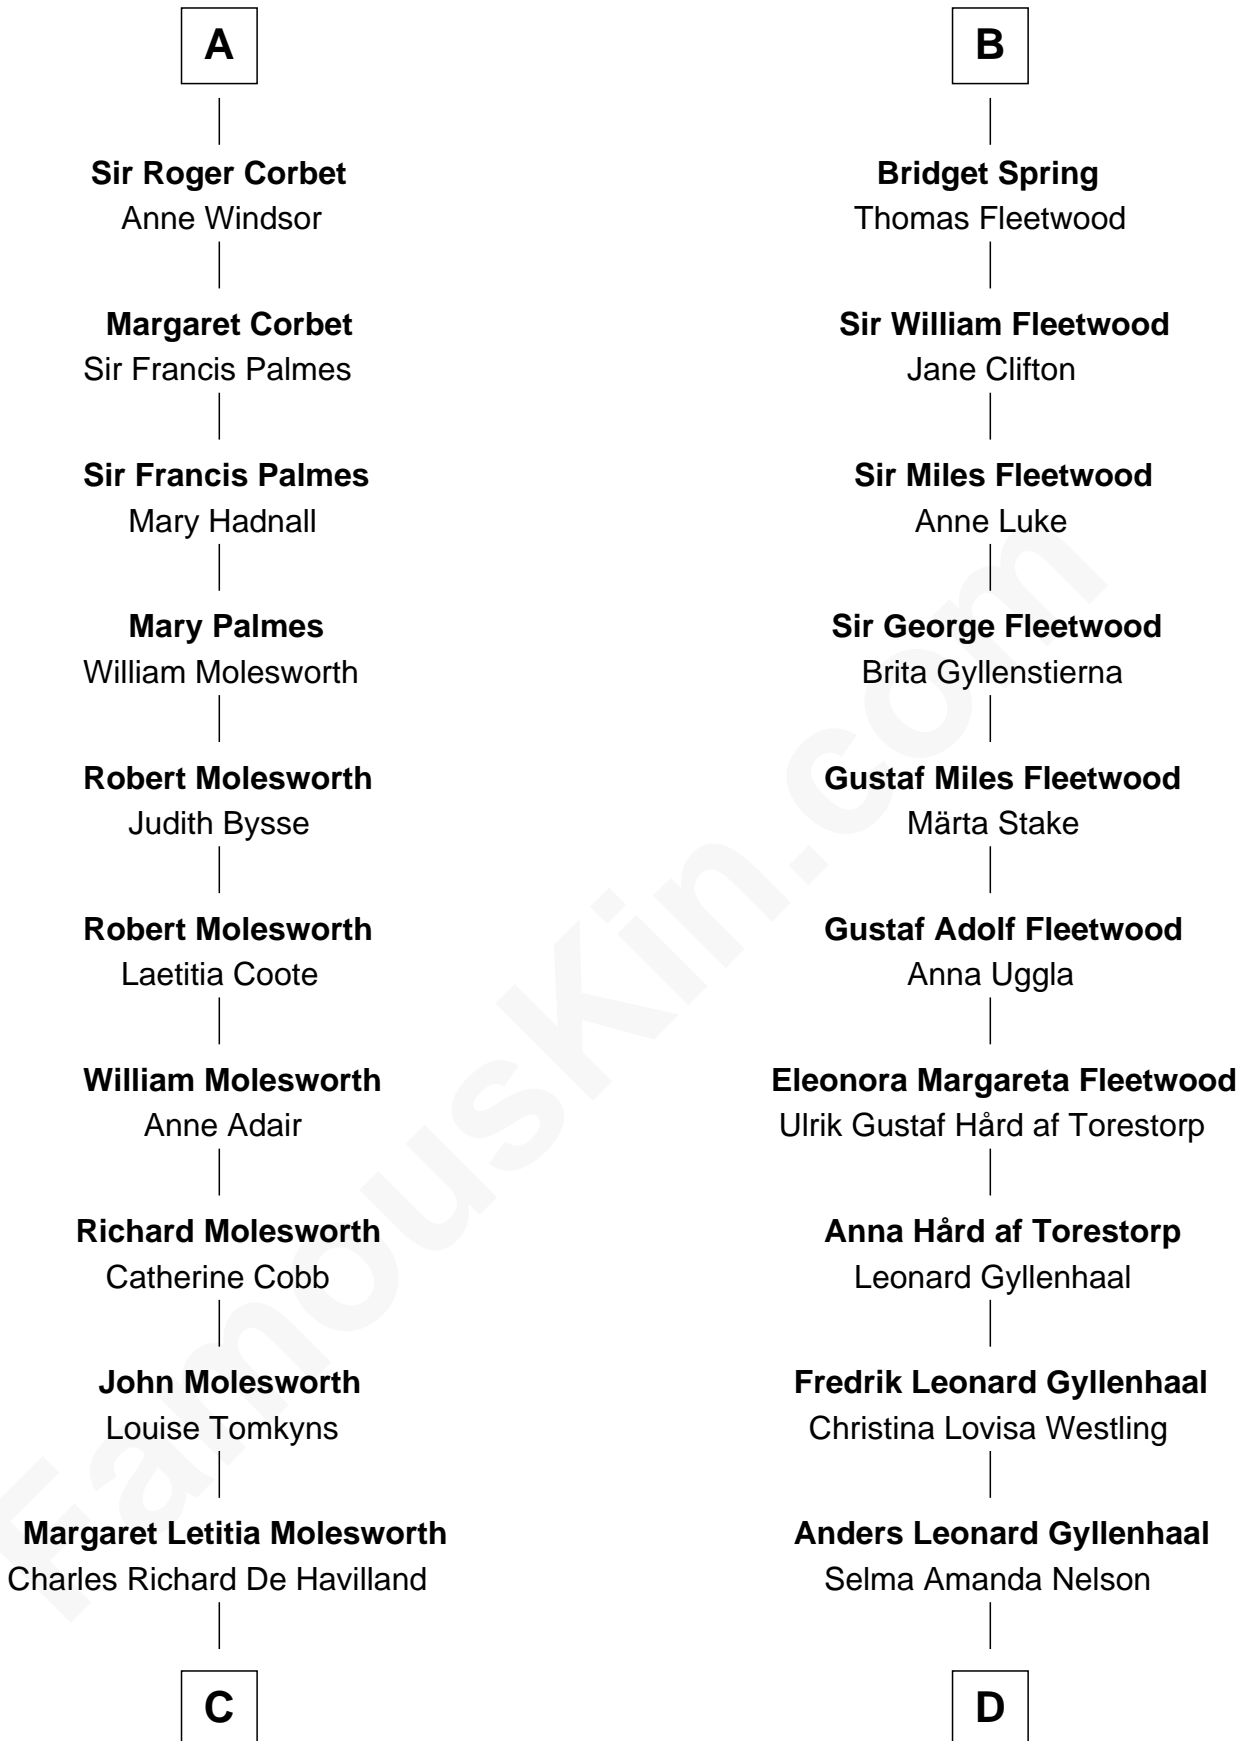 A
Sir Roger Corbet
Anne Windsor
Margaret Corbet
Sir Francis Palmes
Sir Francis Palmes
Mary Hadnall
Mary Palmes
William Molesworth
Robert Molesworth
Judith Bysse
Robert Molesworth
Laetitia Coote
William Molesworth
Anne Adair
Richard Molesworth
Catherine Cobb
John Molesworth
Louise Tomkyns
Margaret Letitia Molesworth
Charles Richard De Havilland
C
B
Bridget Spring
Thomas Fleetwood
Sir William Fleetwood
Jane Clifton
Sir Miles Fleetwood
Anne Luke
Sir George Fleetwood
Brita Gyllenstierna
Gustaf Miles Fleetwood
Märta Stake
Gustaf Adolf Fleetwood
Anna Uggla
Eleonora Margareta Fleetwood
Ulrik Gustaf Hård af Torestorp
Anna Hård af Torestorp
Leonard Gyllenhaal
Fredrik Leonard Gyllenhaal
Christina Lovisa Westling
Anders Leonard Gyllenhaal
Selma Amanda Nelson
D
FamousKin.com